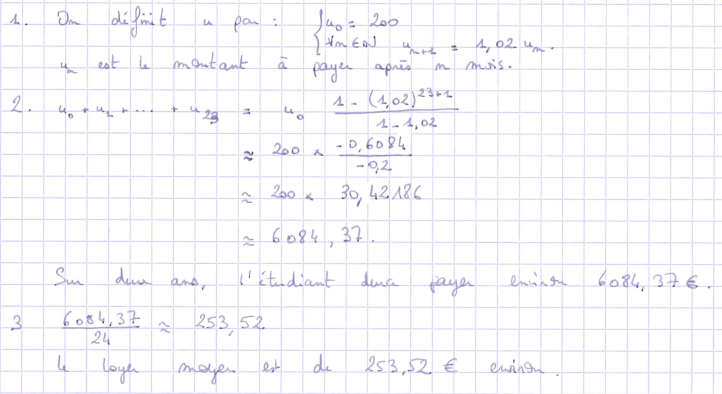 1. On définit u par : { u₀ = 200
∀n ∈ ℕ u_{n+1} = 1,02 u_n.
u_n est le montant à payer après n mois.
2. u₀ + u₁ + ... + u₂₃ = u₀ (1 - (1,02)^{23+1}) / (1 - 1,02)
≈ 200 × (-0,6084) / (-0,2)
≈ 200 × 30,42186
≈ 6084,37.
Sur deux ans, l'étudiant devra payer environ 6084,37 €.
3 6084,37 / 24 ≈ 253,52
Le loyer moyen est de 253,52 € environ.